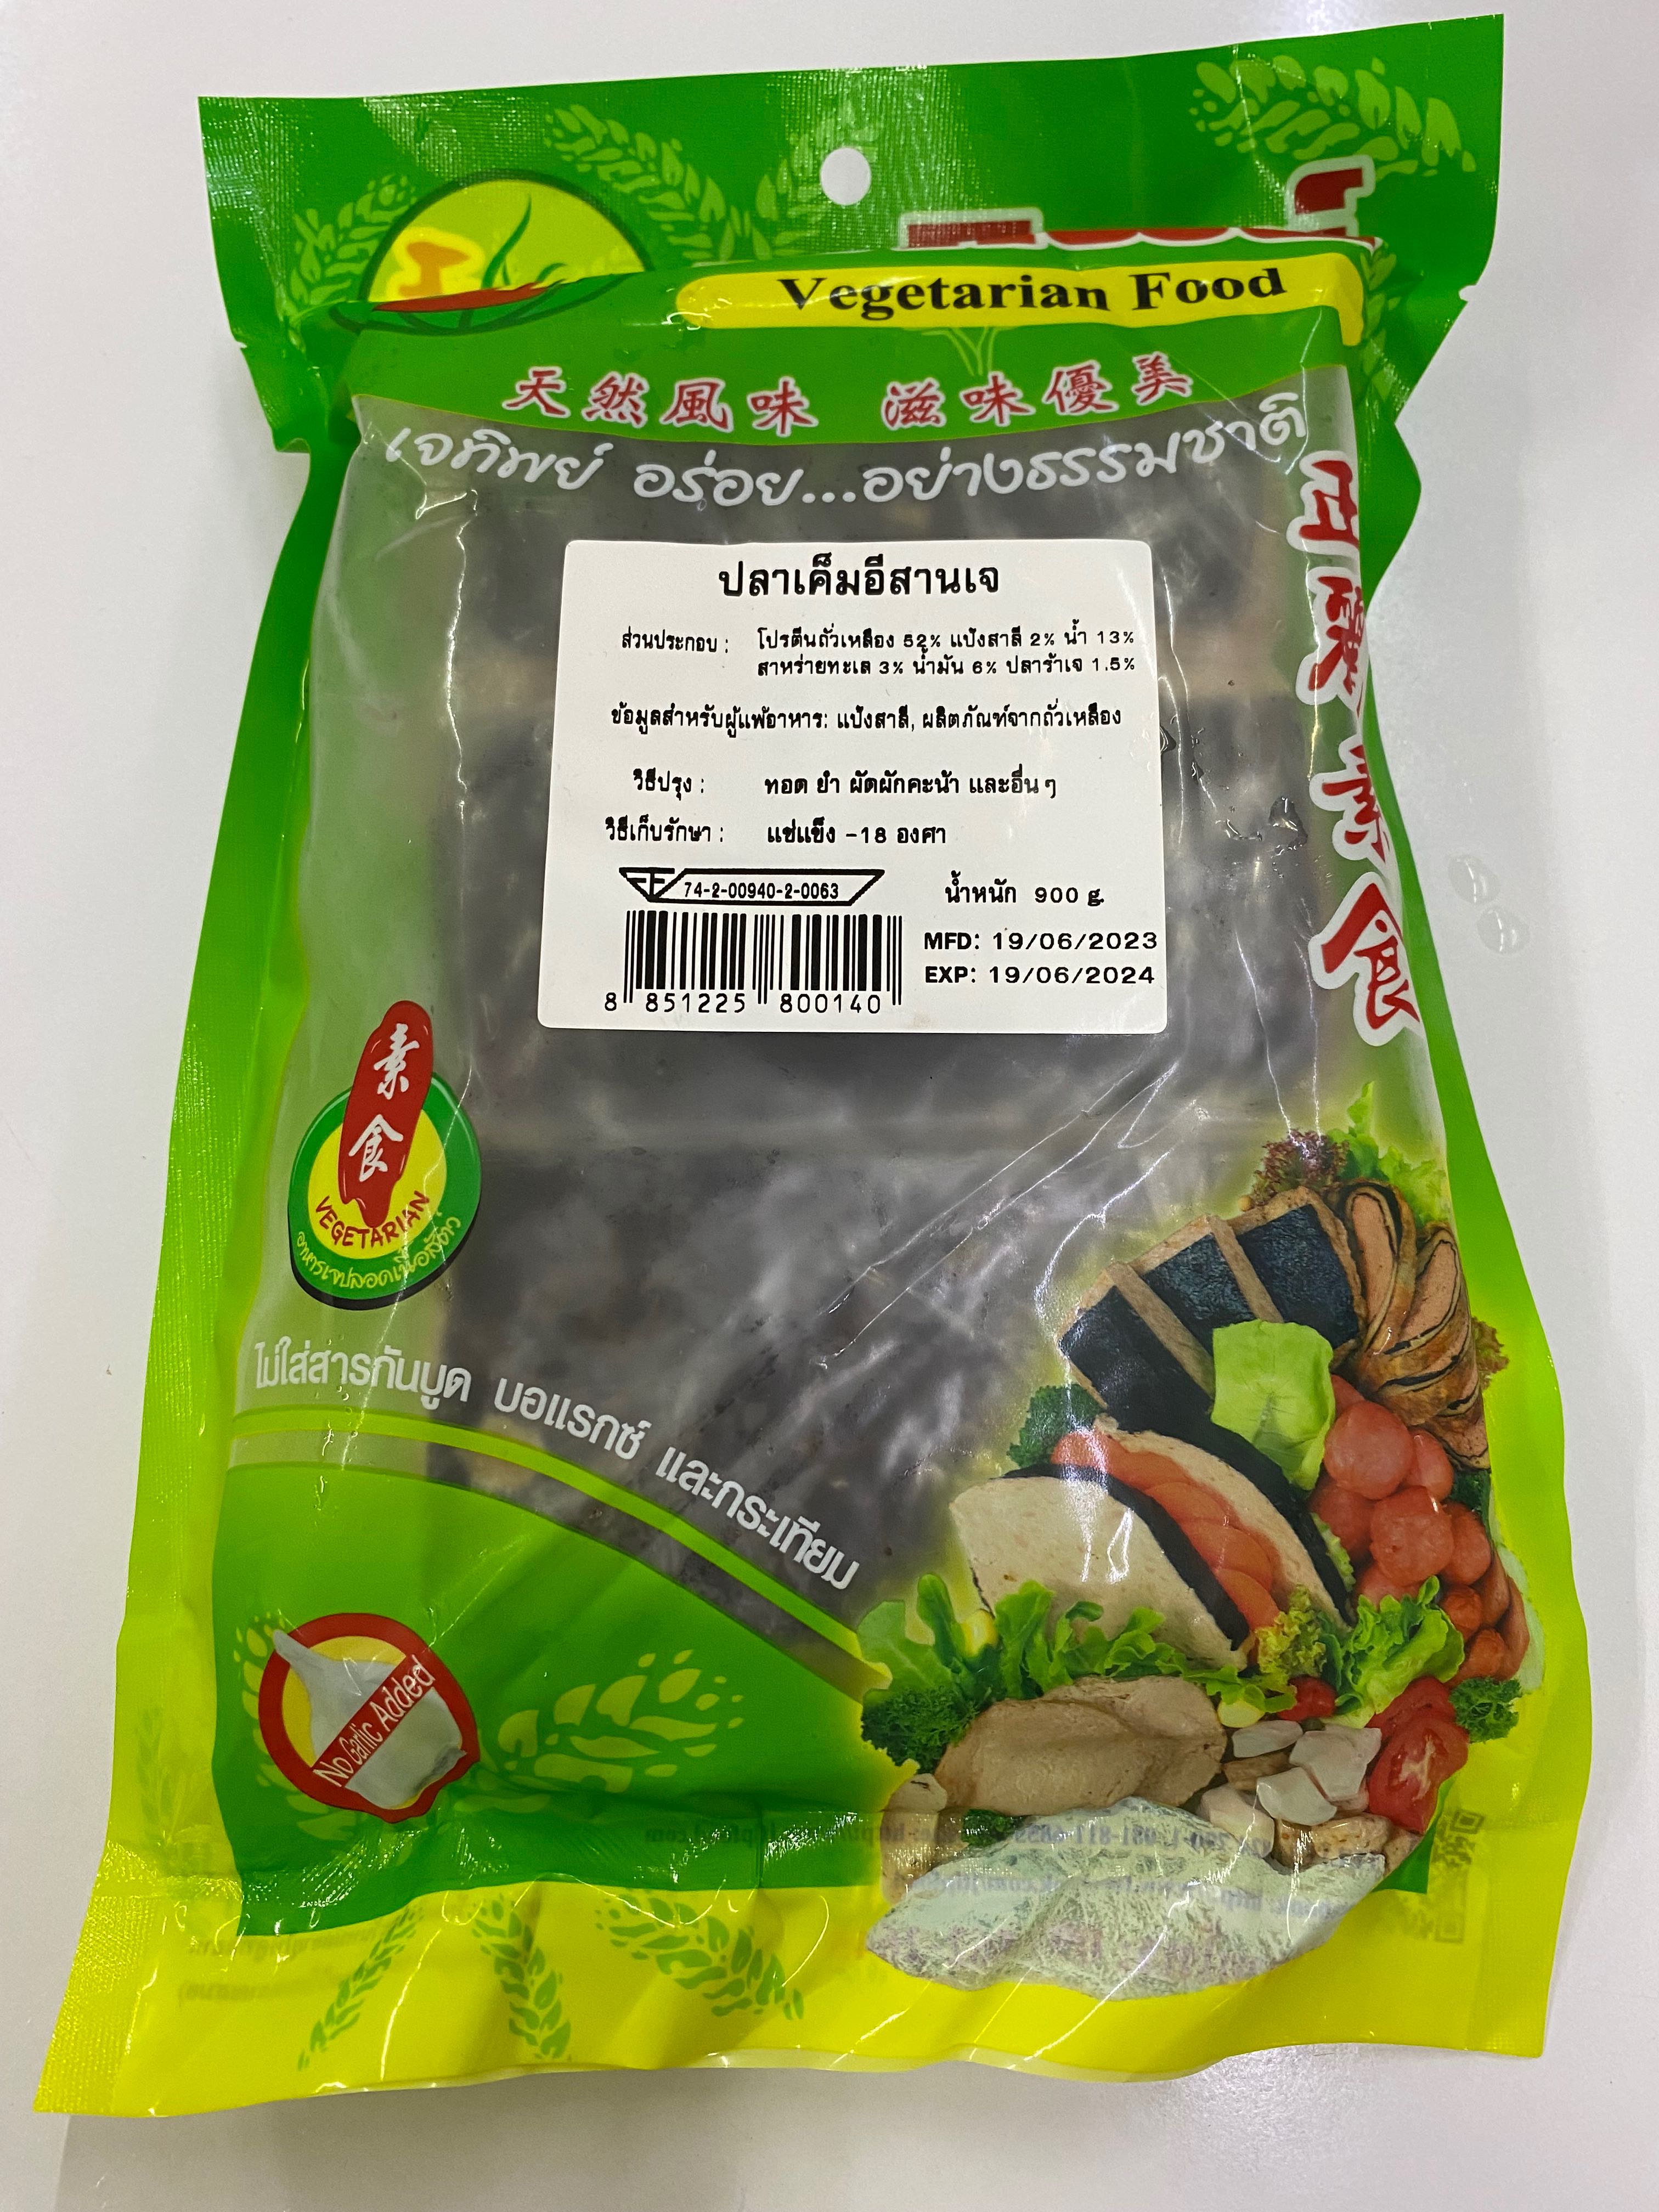 Vegetarian Food
天然風味 滋味優美
เจทิพย์ อร่อย...อย่างธรรมชาติ
ปลาเค็มอีสานเจ
ส่วนประกอบ : โปรตีนถั่วเหลือง 52% แป้งสาลี 2% น้ำ 13%
สาหร่ายทะเล 3% น้ำมัน 6% ปลาร้าเจ 1.5%
ข้อมูลสำหรับผู้แพ้อาหาร: แป้งสาลี, ผลิตภัณฑ์จากถั่วเหลือง
วิธีปรุง : ทอด ยำ ผัดผักคะน้า และอื่นๆ
วิธีเก็บรักษา : แช่แข็ง -18 องศา
74-2-00940-2-0063
น้ำหนัก 900 g.
MFD: 19/06/2023
EXP: 19/06/2024
8 851225 800140
素食
素食
VEGETARIAN
อาหารเจปลอดเนื้อสัตว์
ไม่ใส่สารกันบูด บอแรกซ์ และกระเทียม
No Garlic Added